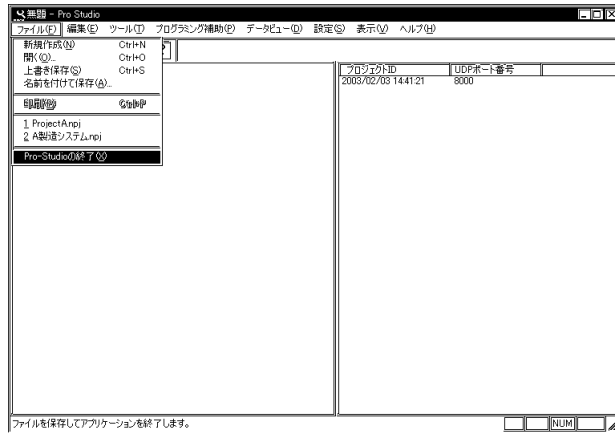 無題 - Pro Studio
ファイル(F) 編集(E) ツール(T) プログラミング補助(P) データビュー(D) 設定(S) 表示(V) ヘルプ(H)
新規作成(N) Ctrl+N
開く(O)... Ctrl+O
上書き保存(S) Ctrl+S
名前を付けて保存(A)...
印刷(P) Ctrl+P
1 ProjectA.npj
2 A製造システム.npj
Pro-Studioの終了(X)
プロジェクトID UDPポート番号
2003/02/03 14:41:21 8000
ファイルを保存してアプリケーションを終了します。
NUM